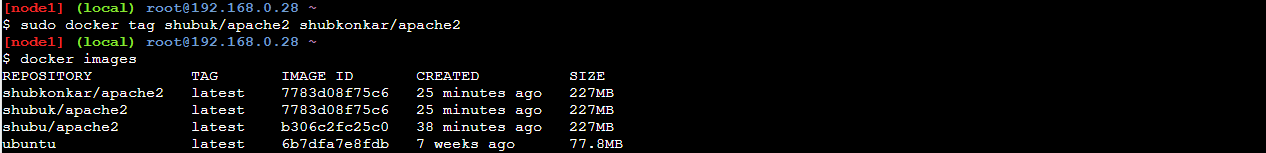 [node1] (local) root@192.168.0.28 ~
$ sudo docker tag shubuk/apache2 shubkonkar/apache2
[node1] (local) root@192.168.0.28 ~
$ docker images
REPOSITORY TAG IMAGE ID CREATED SIZE
shubkonkar/apache2 latest 7783d08f75c6 25 minutes ago 227MB
shubuk/apache2 latest 7783d08f75c6 25 minutes ago 227MB
shubu/apache2 latest b306c2fc25c0 38 minutes ago 227MB
ubuntu latest 6b7dfa7e8fdb 7 weeks ago 77.8MB